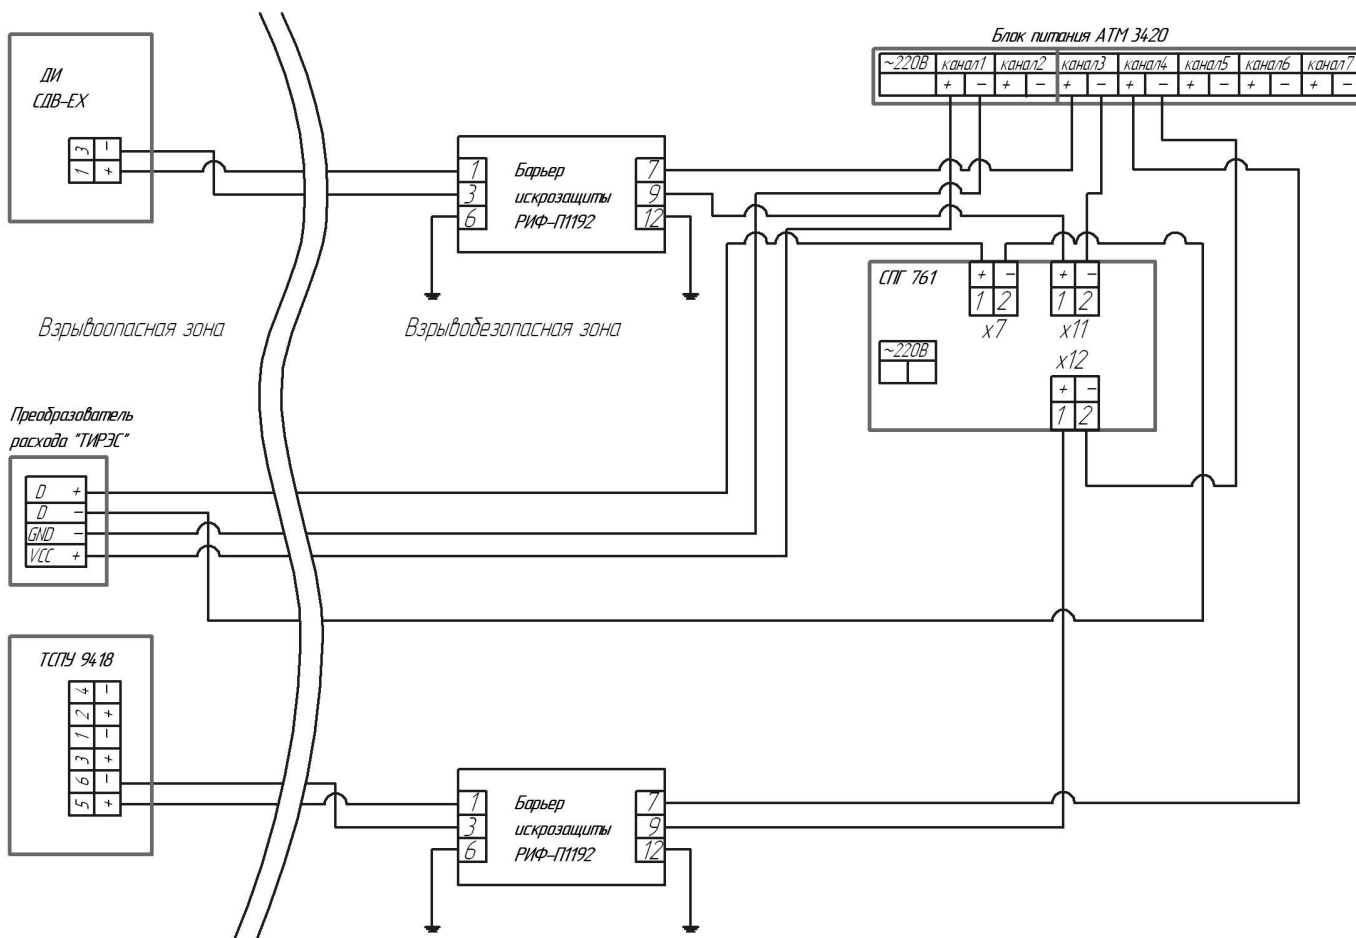 Блок питания АТМ 3420
~220В канал1 канал2 канал3 канал4 канал5 канал6 канал7
+ − + − + − + − + − + − + −
ДИ
СДВ-ЕХ
3 −
1 +
1 Барьер 7
3 искрозащиты 9
6 РИФ-П1192 12
СПГ 761
+ − + −
1 2 1 2
х7 х11
~220В
х12
+ −
1 2
Взрывоопасная зона Взрывобезопасная зона
Преобразователь
расхода "ТИРЭС"
D +
D −
GND −
VCC +
ТСПУ 9418
4 −
2 +
1 −
3 +
6 −
5 +
1 Барьер 7
3 искрозащиты 9
6 РИФ-П1192 12